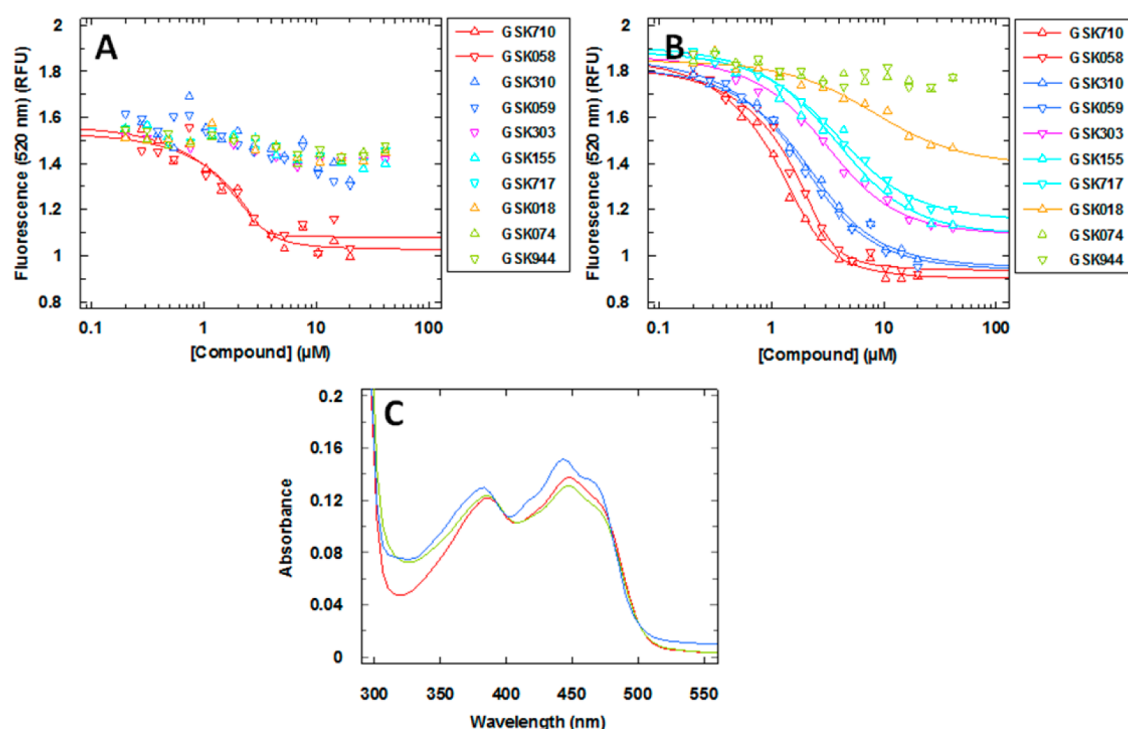 A
Fluorescence (520 nm) (RFU)
2
1.8
1.6
1.4
1.2
1
0.8
0.1
1
10
100
[Compound] (µM)
GSK710
GSK058
GSK310
GSK059
GSK303
GSK155
GSK717
GSK018
GSK074
GSK944
B
Fluorescence (520 nm) (RFU)
2
1.8
1.6
1.4
1.2
1
0.8
0.1
1
10
100
[Compound] (µM)
GSK710
GSK058
GSK310
GSK059
GSK303
GSK155
GSK717
GSK018
GSK074
GSK944
C
Absorbance
0.2
0.16
0.12
0.08
0.04
0
300
350
400
450
500
550
Wavelength (nm)